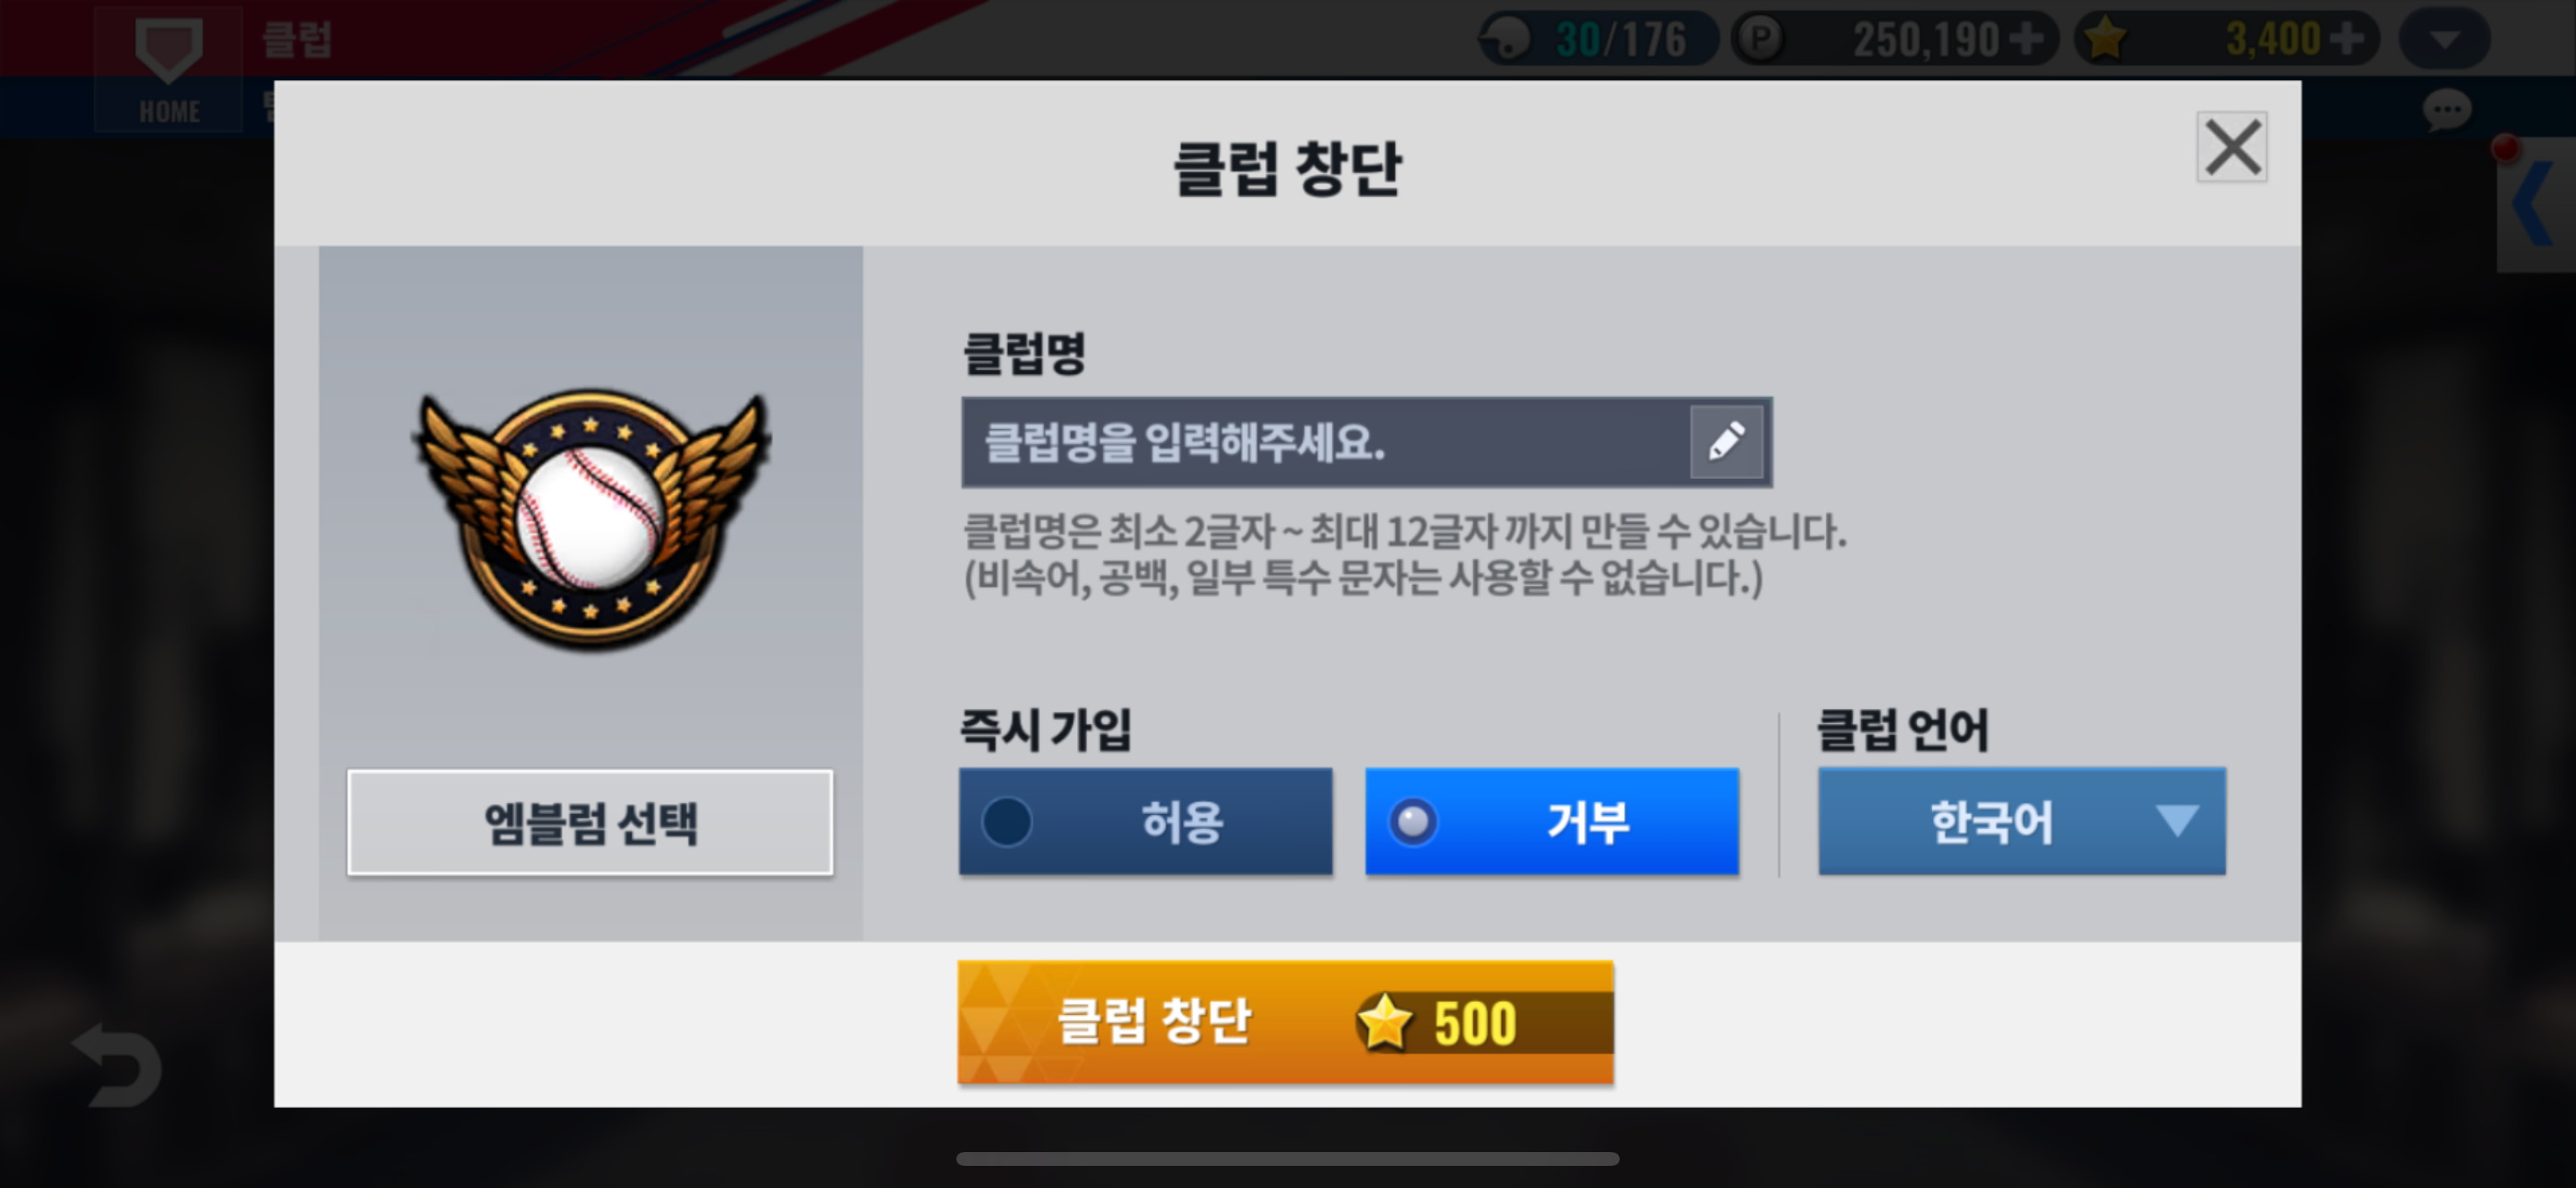 클럽
30/176
P
250,190
3,400
HOME
클럽 창단
클럽명
클럽명을 입력해주세요.
클럽명은 최소 2글자 ~ 최대 12글자 까지 만들 수 있습니다.
(비속어, 공백, 일부 특수 문자는 사용할 수 없습니다.)
즉시 가입
클럽 언어
엠블럼 선택
허용
거부
한국어
클럽 창단
500